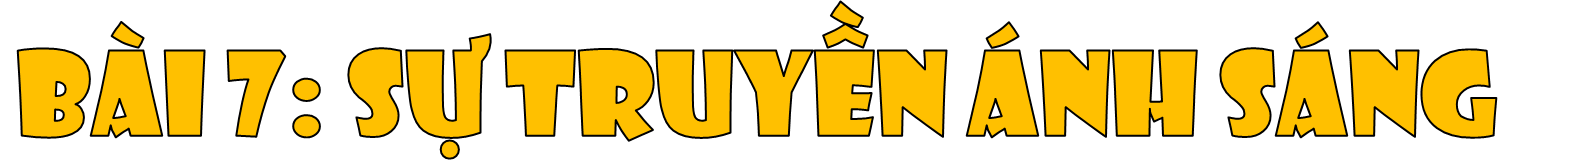 BÀI 7: SỰ TRUYỀN ÁNH SÁNG